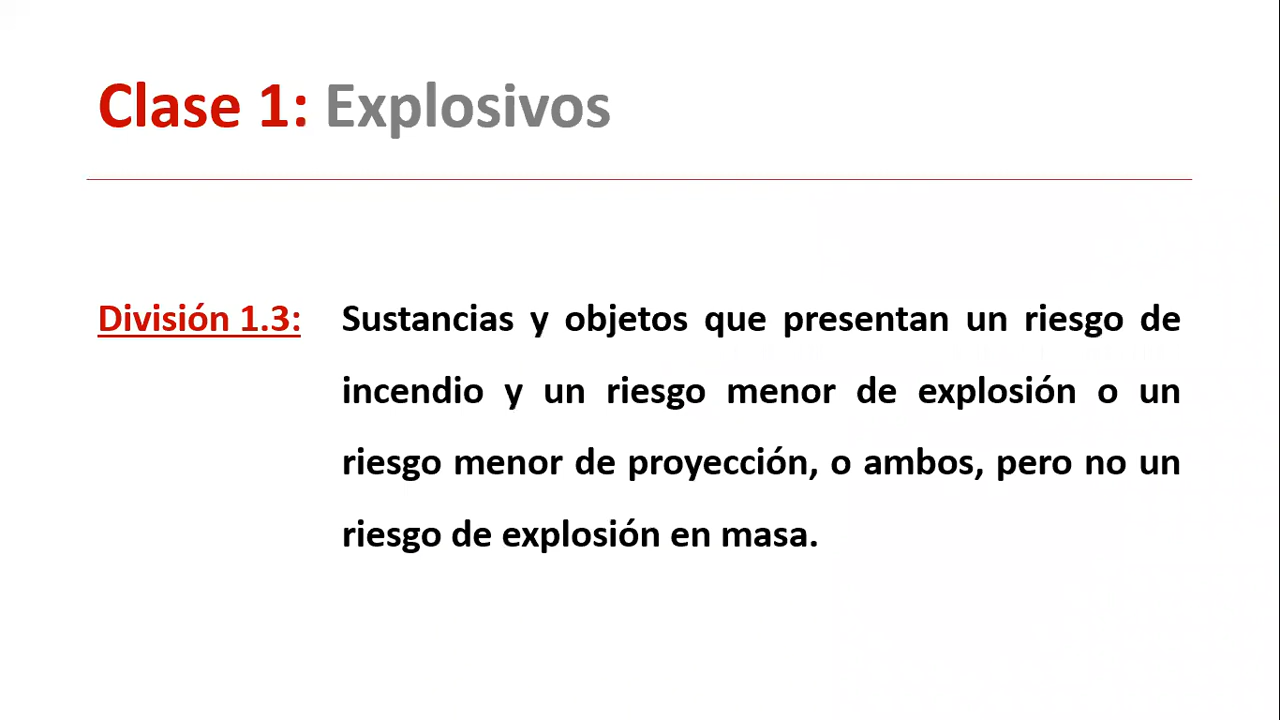 Clase 1: Explosivos
División 1.3: Sustancias y objetos que presentan un riesgo de
incendio y un riesgo menor de explosión o un
riesgo menor de proyección, o ambos, pero no un
riesgo de explosión en masa.